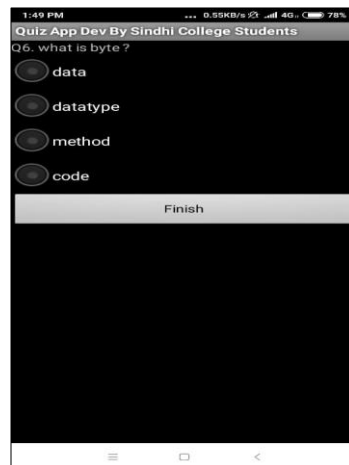 1:49 PM ... 0.55KB/s 4G.. 78%
Quiz App Dev By Sindhi College Students
Q6. what is byte ?
data
datatype
method
code
Finish